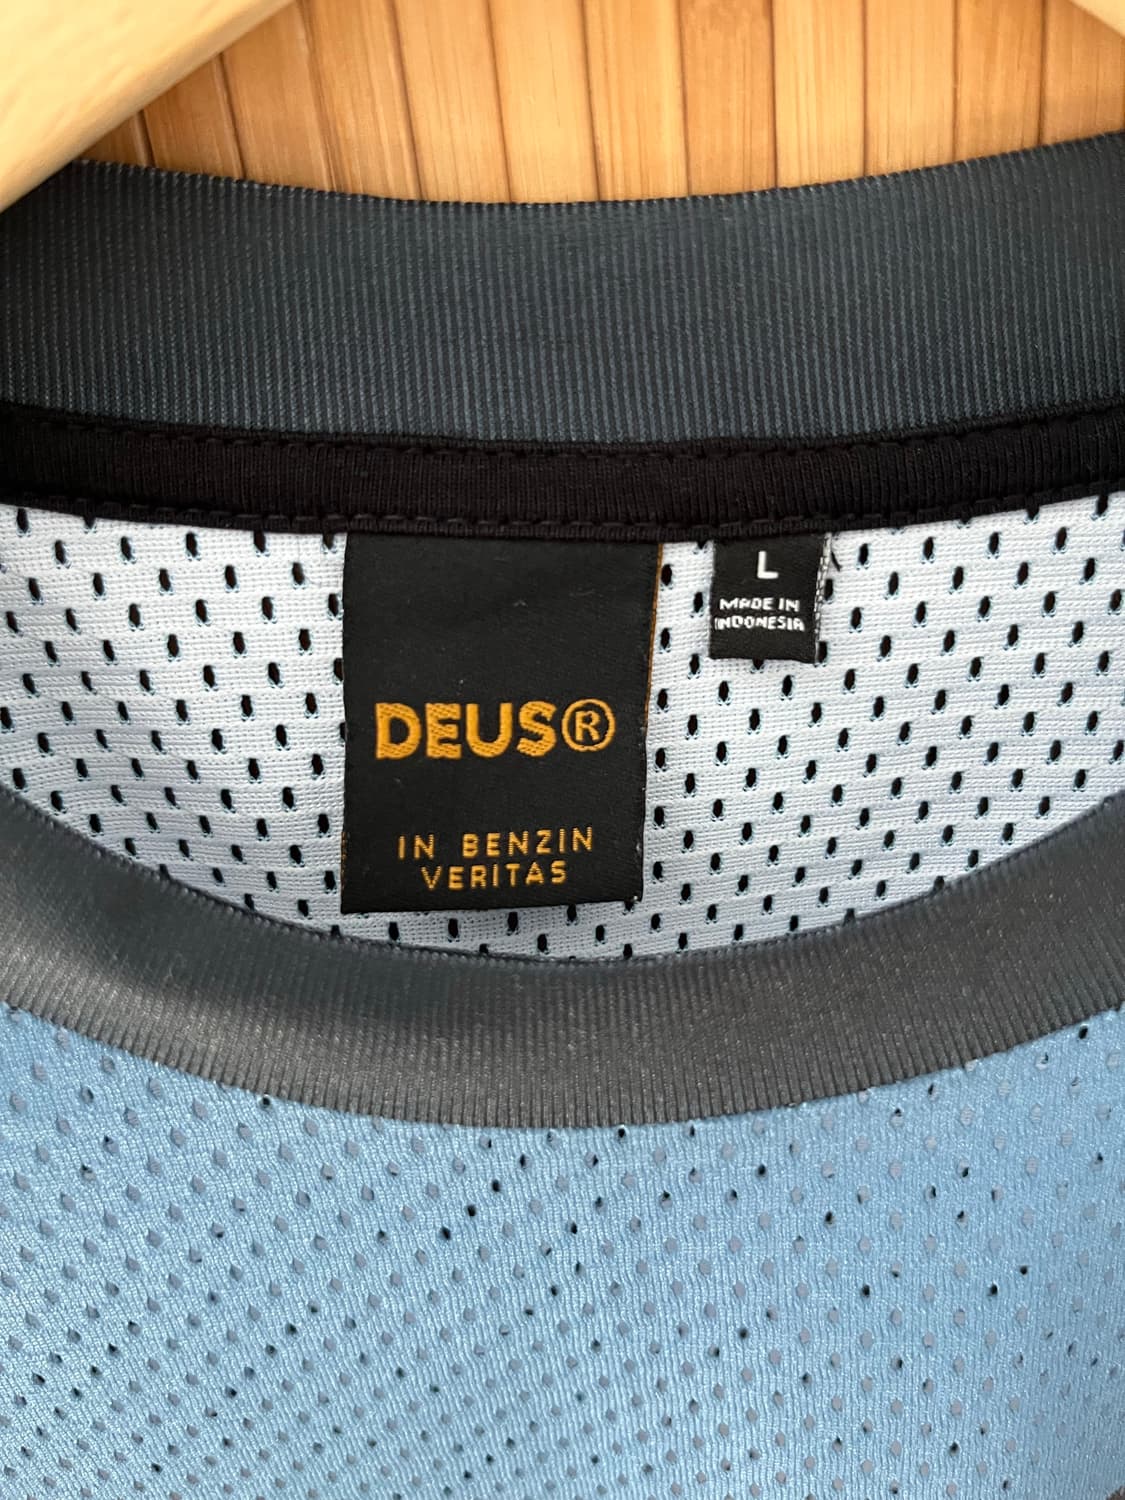 L
MADE IN
INDONESIA
DEUS®
IN BENZIN
VERITAS